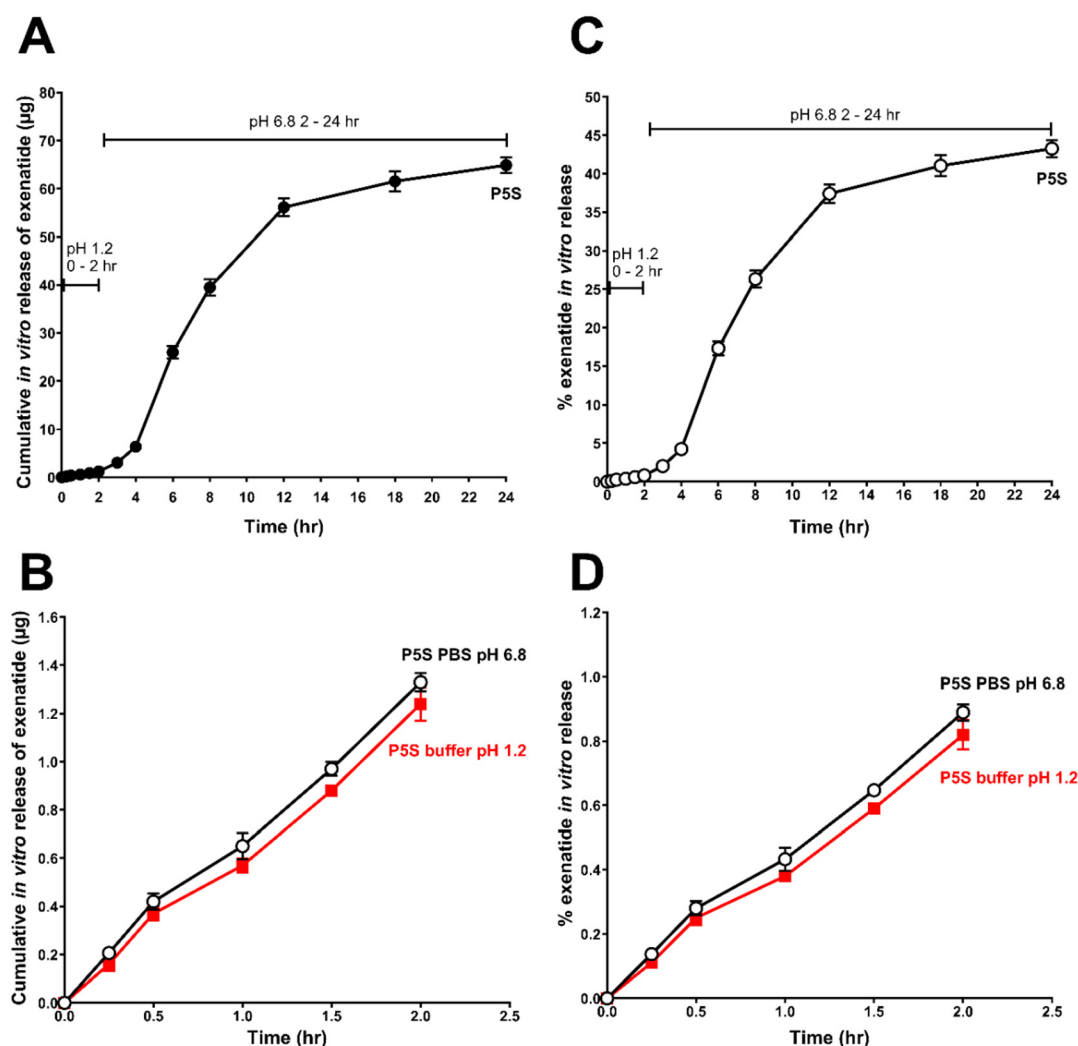 A
Cumulative in vitro release of exenatide (µg)
80
70
60
50
40
30
20
10
0
pH 6.8 2 - 24 hr
P5S
pH 1.2
0 - 2 hr
0 2 4 6 8 10 12 14 16 18 20 22 24
Time (hr)
C
% exenatide in vitro release
50
45
40
35
30
25
20
15
10
5
0
pH 6.8 2 - 24 hr
P5S
pH 1.2
0 - 2 hr
0 2 4 6 8 10 12 14 16 18 20 22 24
Time (hr)
B
Cumulative in vitro release of exenatide (µg)
1.6
1.4
1.2
1.0
0.8
0.6
0.4
0.2
0.0
P5S PBS pH 6.8
P5S buffer pH 1.2
0.0 0.5 1.0 1.5 2.0 2.5
Time (hr)
D
% exenatide in vitro release
1.2
1.0
0.8
0.6
0.4
0.2
0.0
P5S PBS pH 6.8
P5S buffer pH 1.2
0.0 0.5 1.0 1.5 2.0 2.5
Time (hr)